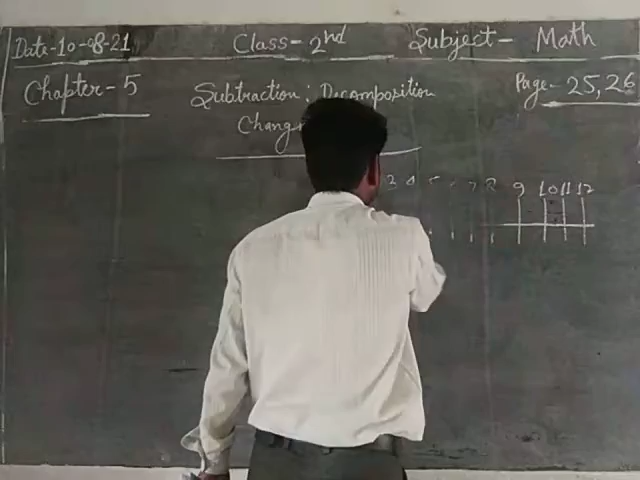 Date-10-08-21 Class-2nd Subject- Math
Chapter-5 Subtraction: Decomposition Page-25,26
9 10 11 12